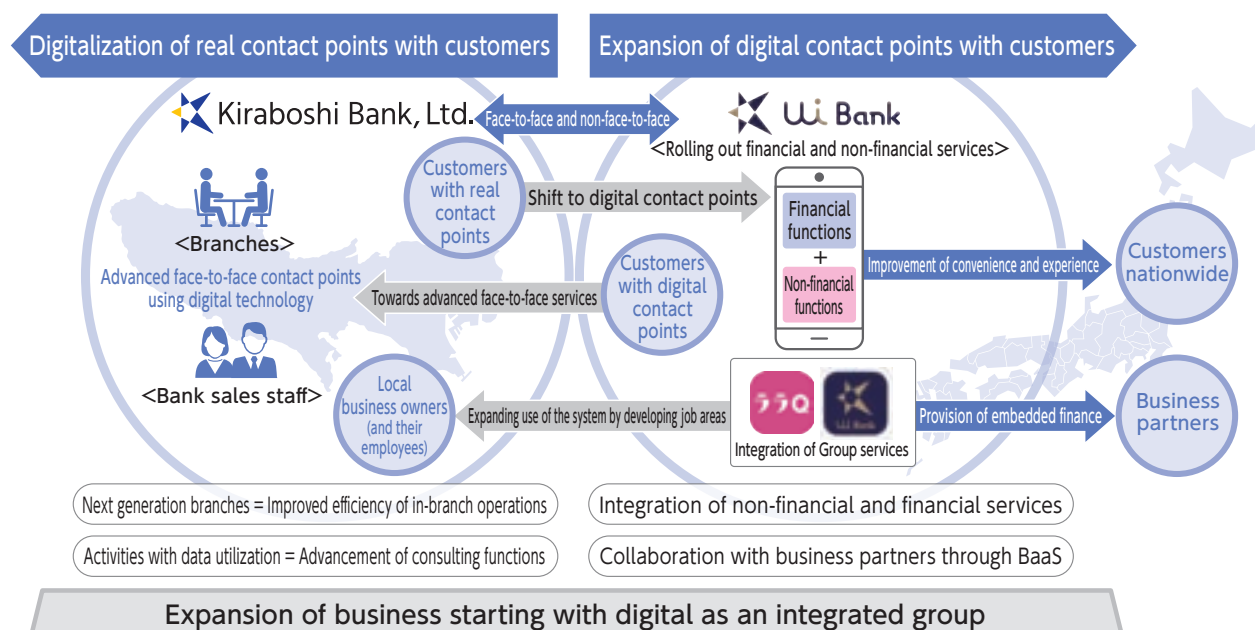 Digitalization of real contact points with customers
Expansion of digital contact points with customers
Kiraboshi Bank, Ltd.
Face-to-face and non-face-to-face
UI Bank
<Rolling out financial and non-financial services>
Customers
with real
contact
points
Shift to digital contact points
Financial
functions
+
Non-financial
functions
<Branches>
Advanced face-to-face contact points
using digital technology
Towards advanced face-to-face services
Customers
with digital
contact
points
Improvement of convenience and experience
Customers
nationwide
<Bank sales staff>
Local
business owners
(and their
employees)
Expanding use of the system by developing job areas
ララQ
UI Bank
Integration of Group services
Provision of embedded finance
Business
partners
Next generation branches = Improved efficiency of in-branch operations
Integration of non-financial and financial services
Activities with data utilization = Advancement of consulting functions
Collaboration with business partners through BaaS
Expansion of business starting with digital as an integrated group